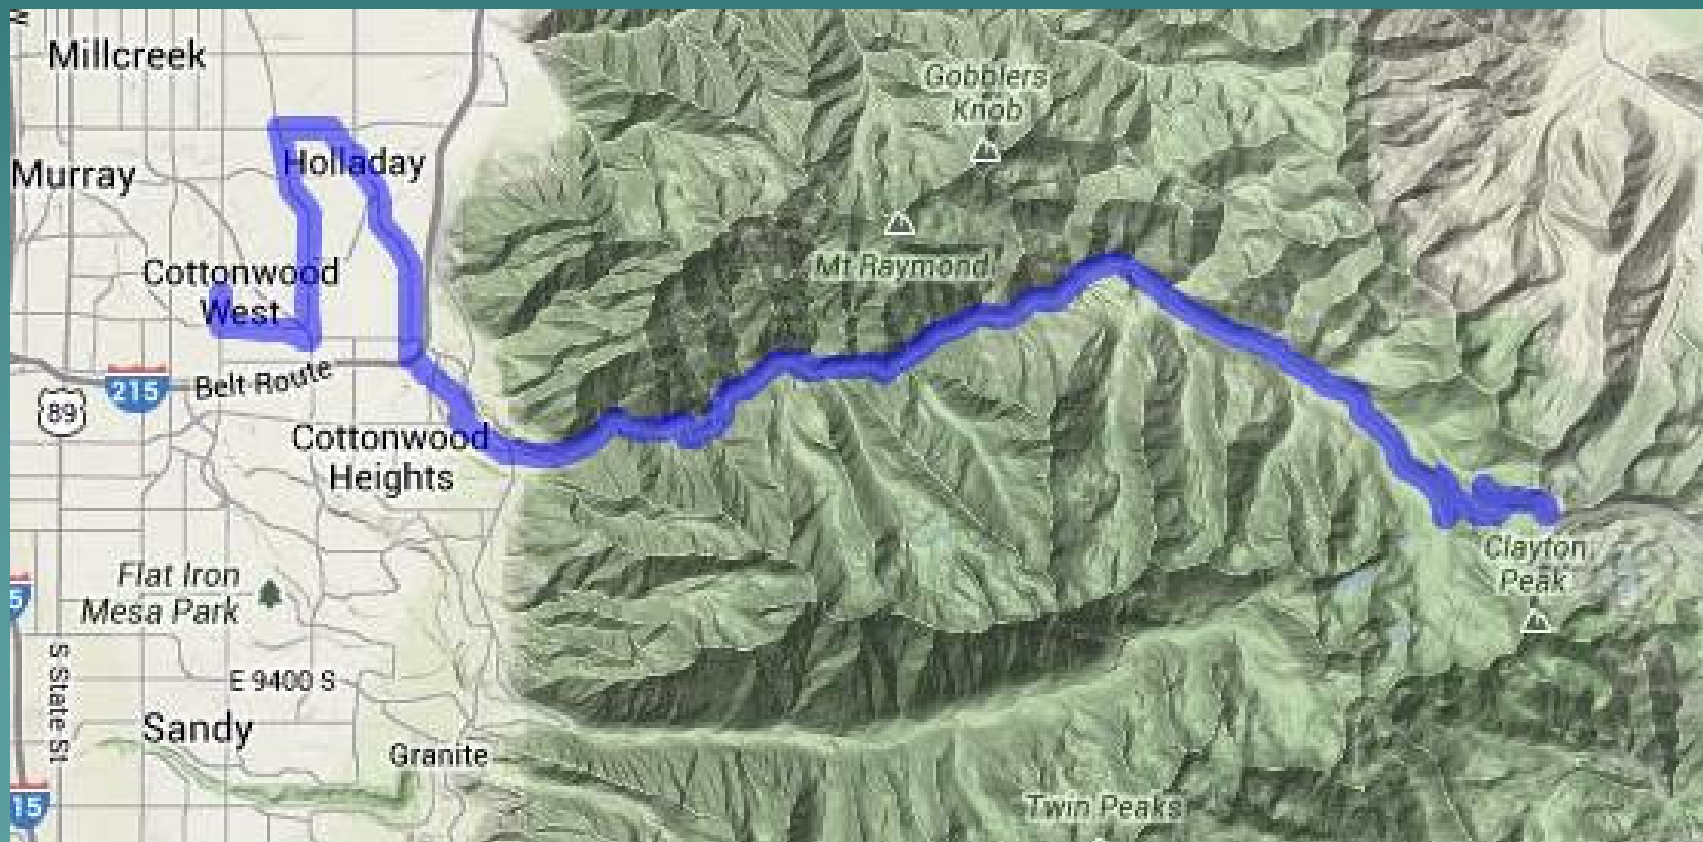 Millcreek
Gobblers
Knob
Holladay
Murray
Mt Raymond
Cottonwood
West
215
Belt Route
89
Cottonwood
Heights
Clayton
Peak
Flat Iron
Mesa Park
5
E 9400 S
S State St
Sandy
Granite
15
Twin Peaks